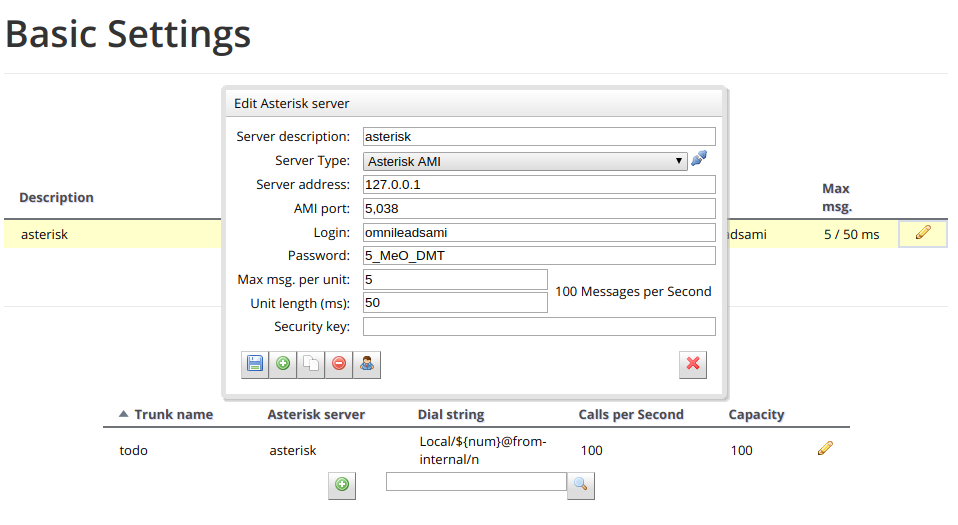 Basic Settings
Edit Asterisk server
Server description: asterisk
Server Type: Asterisk AMI
Server address: 127.0.0.1
AMI port: 5,038
Login: omnileadsami
Password: 5_MeO_DMT
Max msg. per unit: 5
Unit length (ms): 50
100 Messages per Second
Security key:
Description
Max
msg.
asterisk
dsami 5 / 50 ms
Trunk name Asterisk server Dial string Calls per Second Capacity
todo asterisk Local/${num}@from-
internal/n 100 100